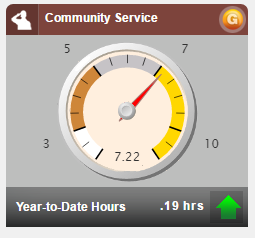 Community Service
G
5
7
3
10
7.22
Year-to-Date Hours
.19 hrs